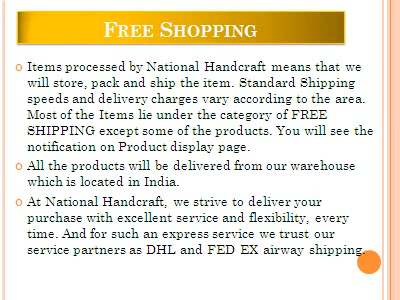 FREE SHOPPING
Items processed by National Handcraft means that we
will store, pack and ship the item. Standard Shipping
speeds and delivery charges vary according to the area.
Most of the Items lie under the category of FREE
SHIPPING except some of the products. You will see the
notification on Product display page.
All the products will be delivered from our warehouse
which is located in India.
At National Handcraft, we strive to deliver your
purchase with excellent service and flexibility, every
time. And for such an express service we trust our
service partners as DHL and FED EX airway shipping.